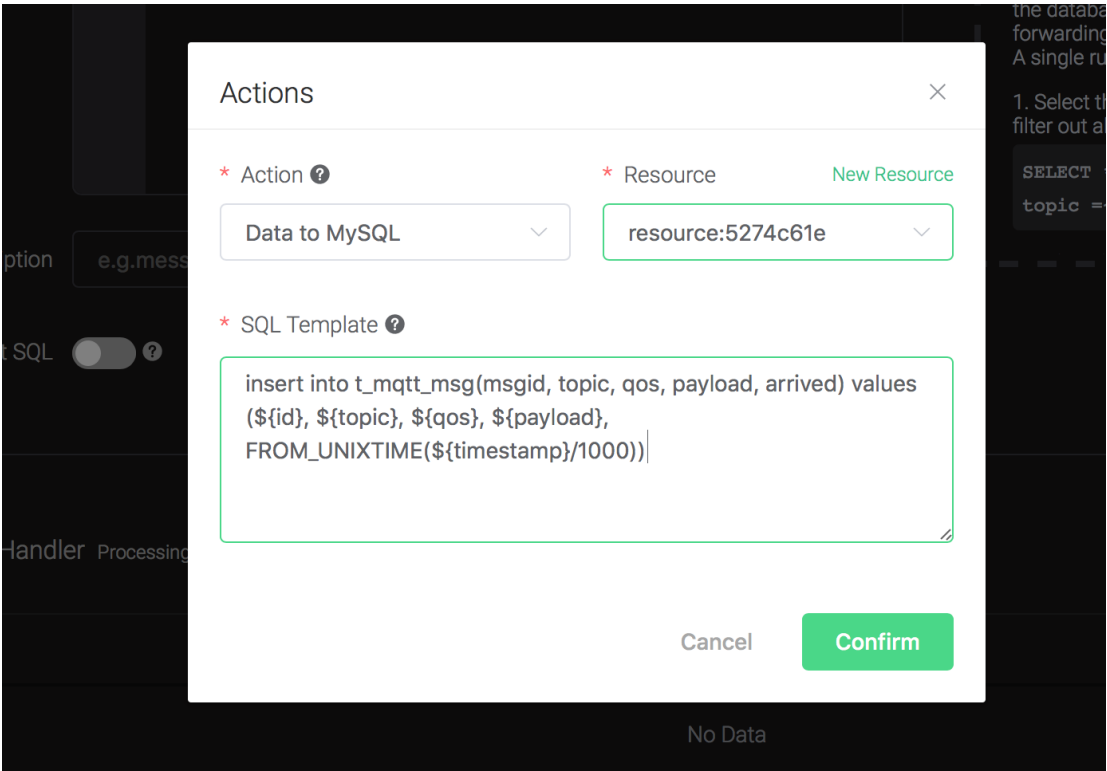 the databa
forwarding
A single ru
1. Select th
filter out al
SELECT
topic =
Actions
* Action ?
* Resource
New Resource
Data to MySQL
resource:5274c61e
ption
e.g.mess
* SQL Template ?
t SQL
?
insert into t_mqtt_msg(msgid, topic, qos, payload, arrived) values
(${id}, ${topic}, ${qos}, ${payload},
FROM_UNIXTIME(${timestamp}/1000))
Handler Processing
Cancel
Confirm
No Data